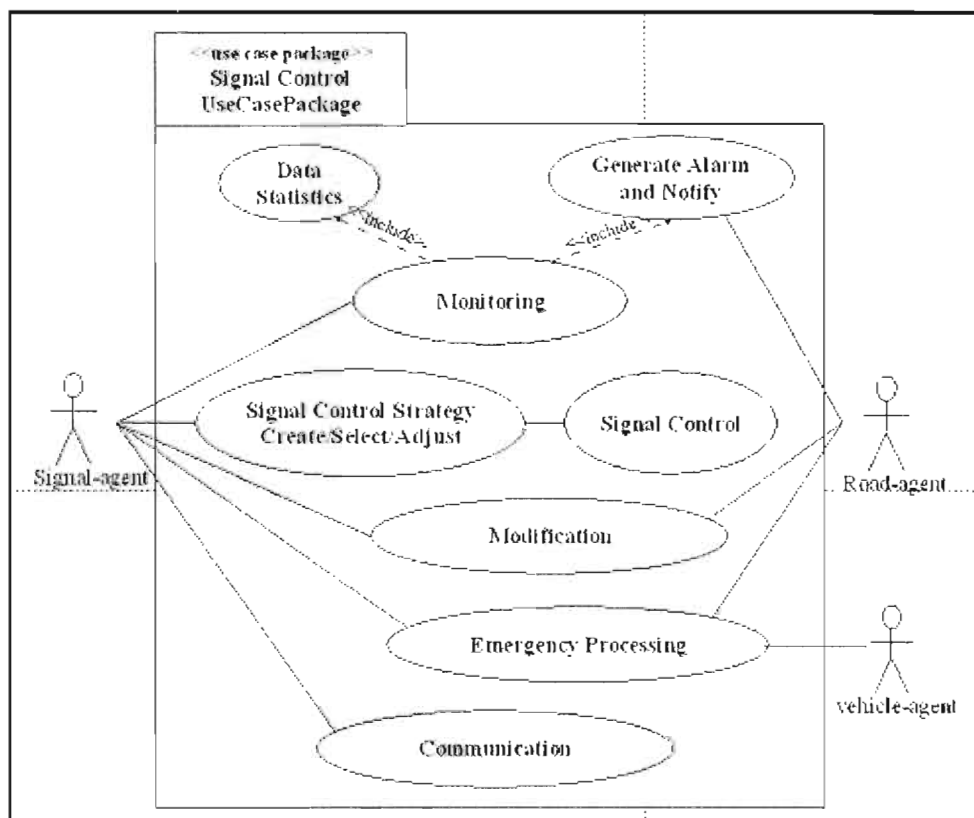 <<use case package>>
Signal Control
UseCasePackage
Data
Statistics
Generate Alarm
and Notify
<<include>>
<<include>>
Monitoring
Signal Control Strategy
Create/Select/Adjust
Signal Control
Signal-agent
Road-agent
Modification
Emergency Processing
vehicle-agent
Communication